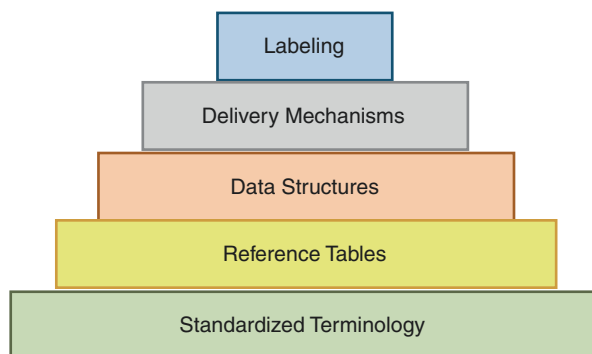 Labeling
Delivery Mechanisms
Data Structures
Reference Tables
Standardized Terminology